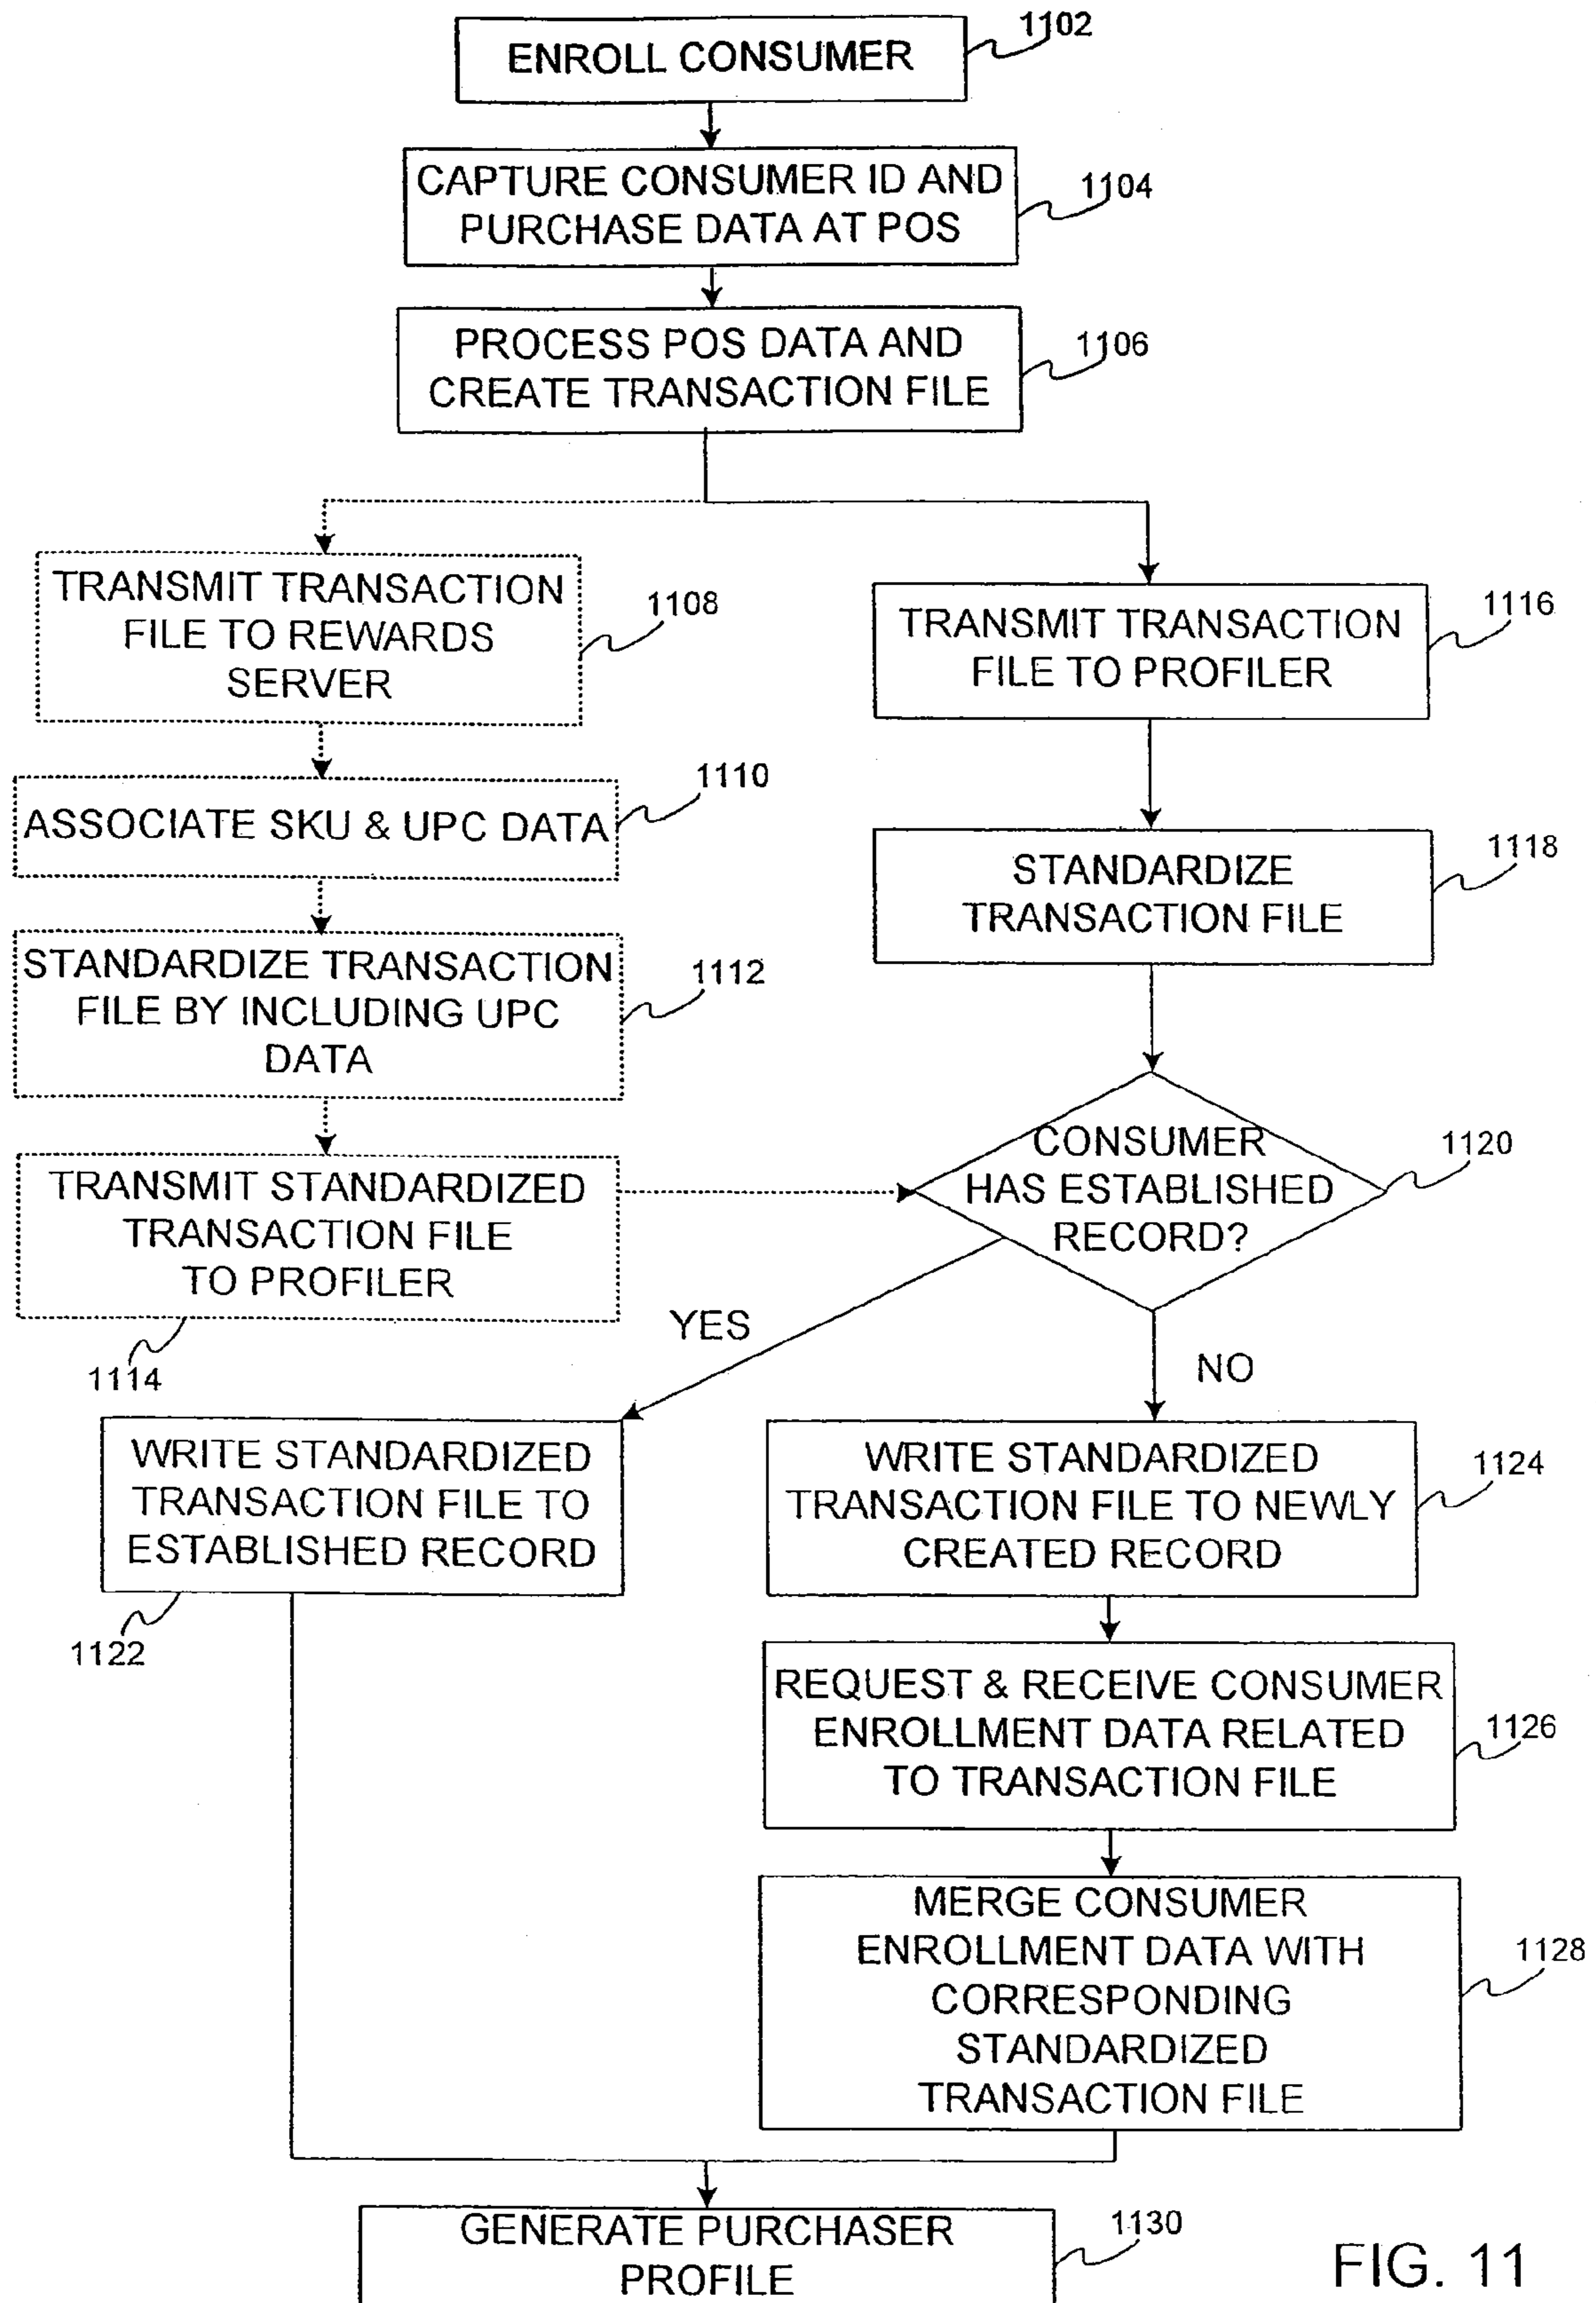 ENROLL CONSUMER
1102
CAPTURE CONSUMER ID AND
PURCHASE DATA AT POS
1104
PROCESS POS DATA AND
CREATE TRANSACTION FILE
1106
TRANSMIT TRANSACTION
FILE TO REWARDS
SERVER
1108
ASSOCIATE SKU & UPC DATA
1110
STANDARDIZE TRANSACTION
FILE BY INCLUDING UPC
DATA
1112
TRANSMIT STANDARDIZED
TRANSACTION FILE
TO PROFILER
1114
TRANSMIT TRANSACTION
FILE TO PROFILER
1116
STANDARDIZE
TRANSACTION FILE
1118
CONSUMER
HAS ESTABLISHED
RECORD?
1120
YES
NO
WRITE STANDARDIZED
TRANSACTION FILE TO
ESTABLISHED RECORD
1122
WRITE STANDARDIZED
TRANSACTION FILE TO NEWLY
CREATED RECORD
1124
REQUEST & RECEIVE CONSUMER
ENROLLMENT DATA RELATED
TO TRANSACTION FILE
1126
MERGE CONSUMER
ENROLLMENT DATA WITH
CORRESPONDING
STANDARDIZED
TRANSACTION FILE
1128
GENERATE PURCHASER
PROFILE
1130
FIG. 11